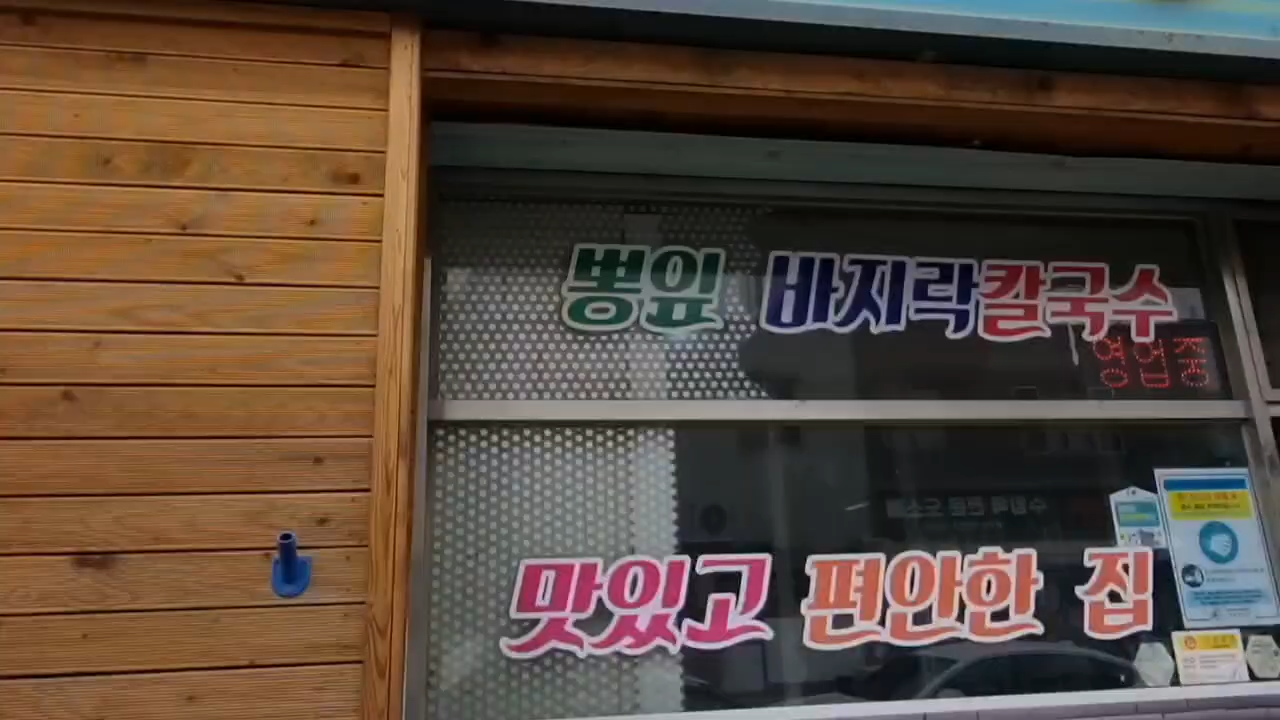 뽕잎 바지락칼국수
영업중
맛있고 편안한 집